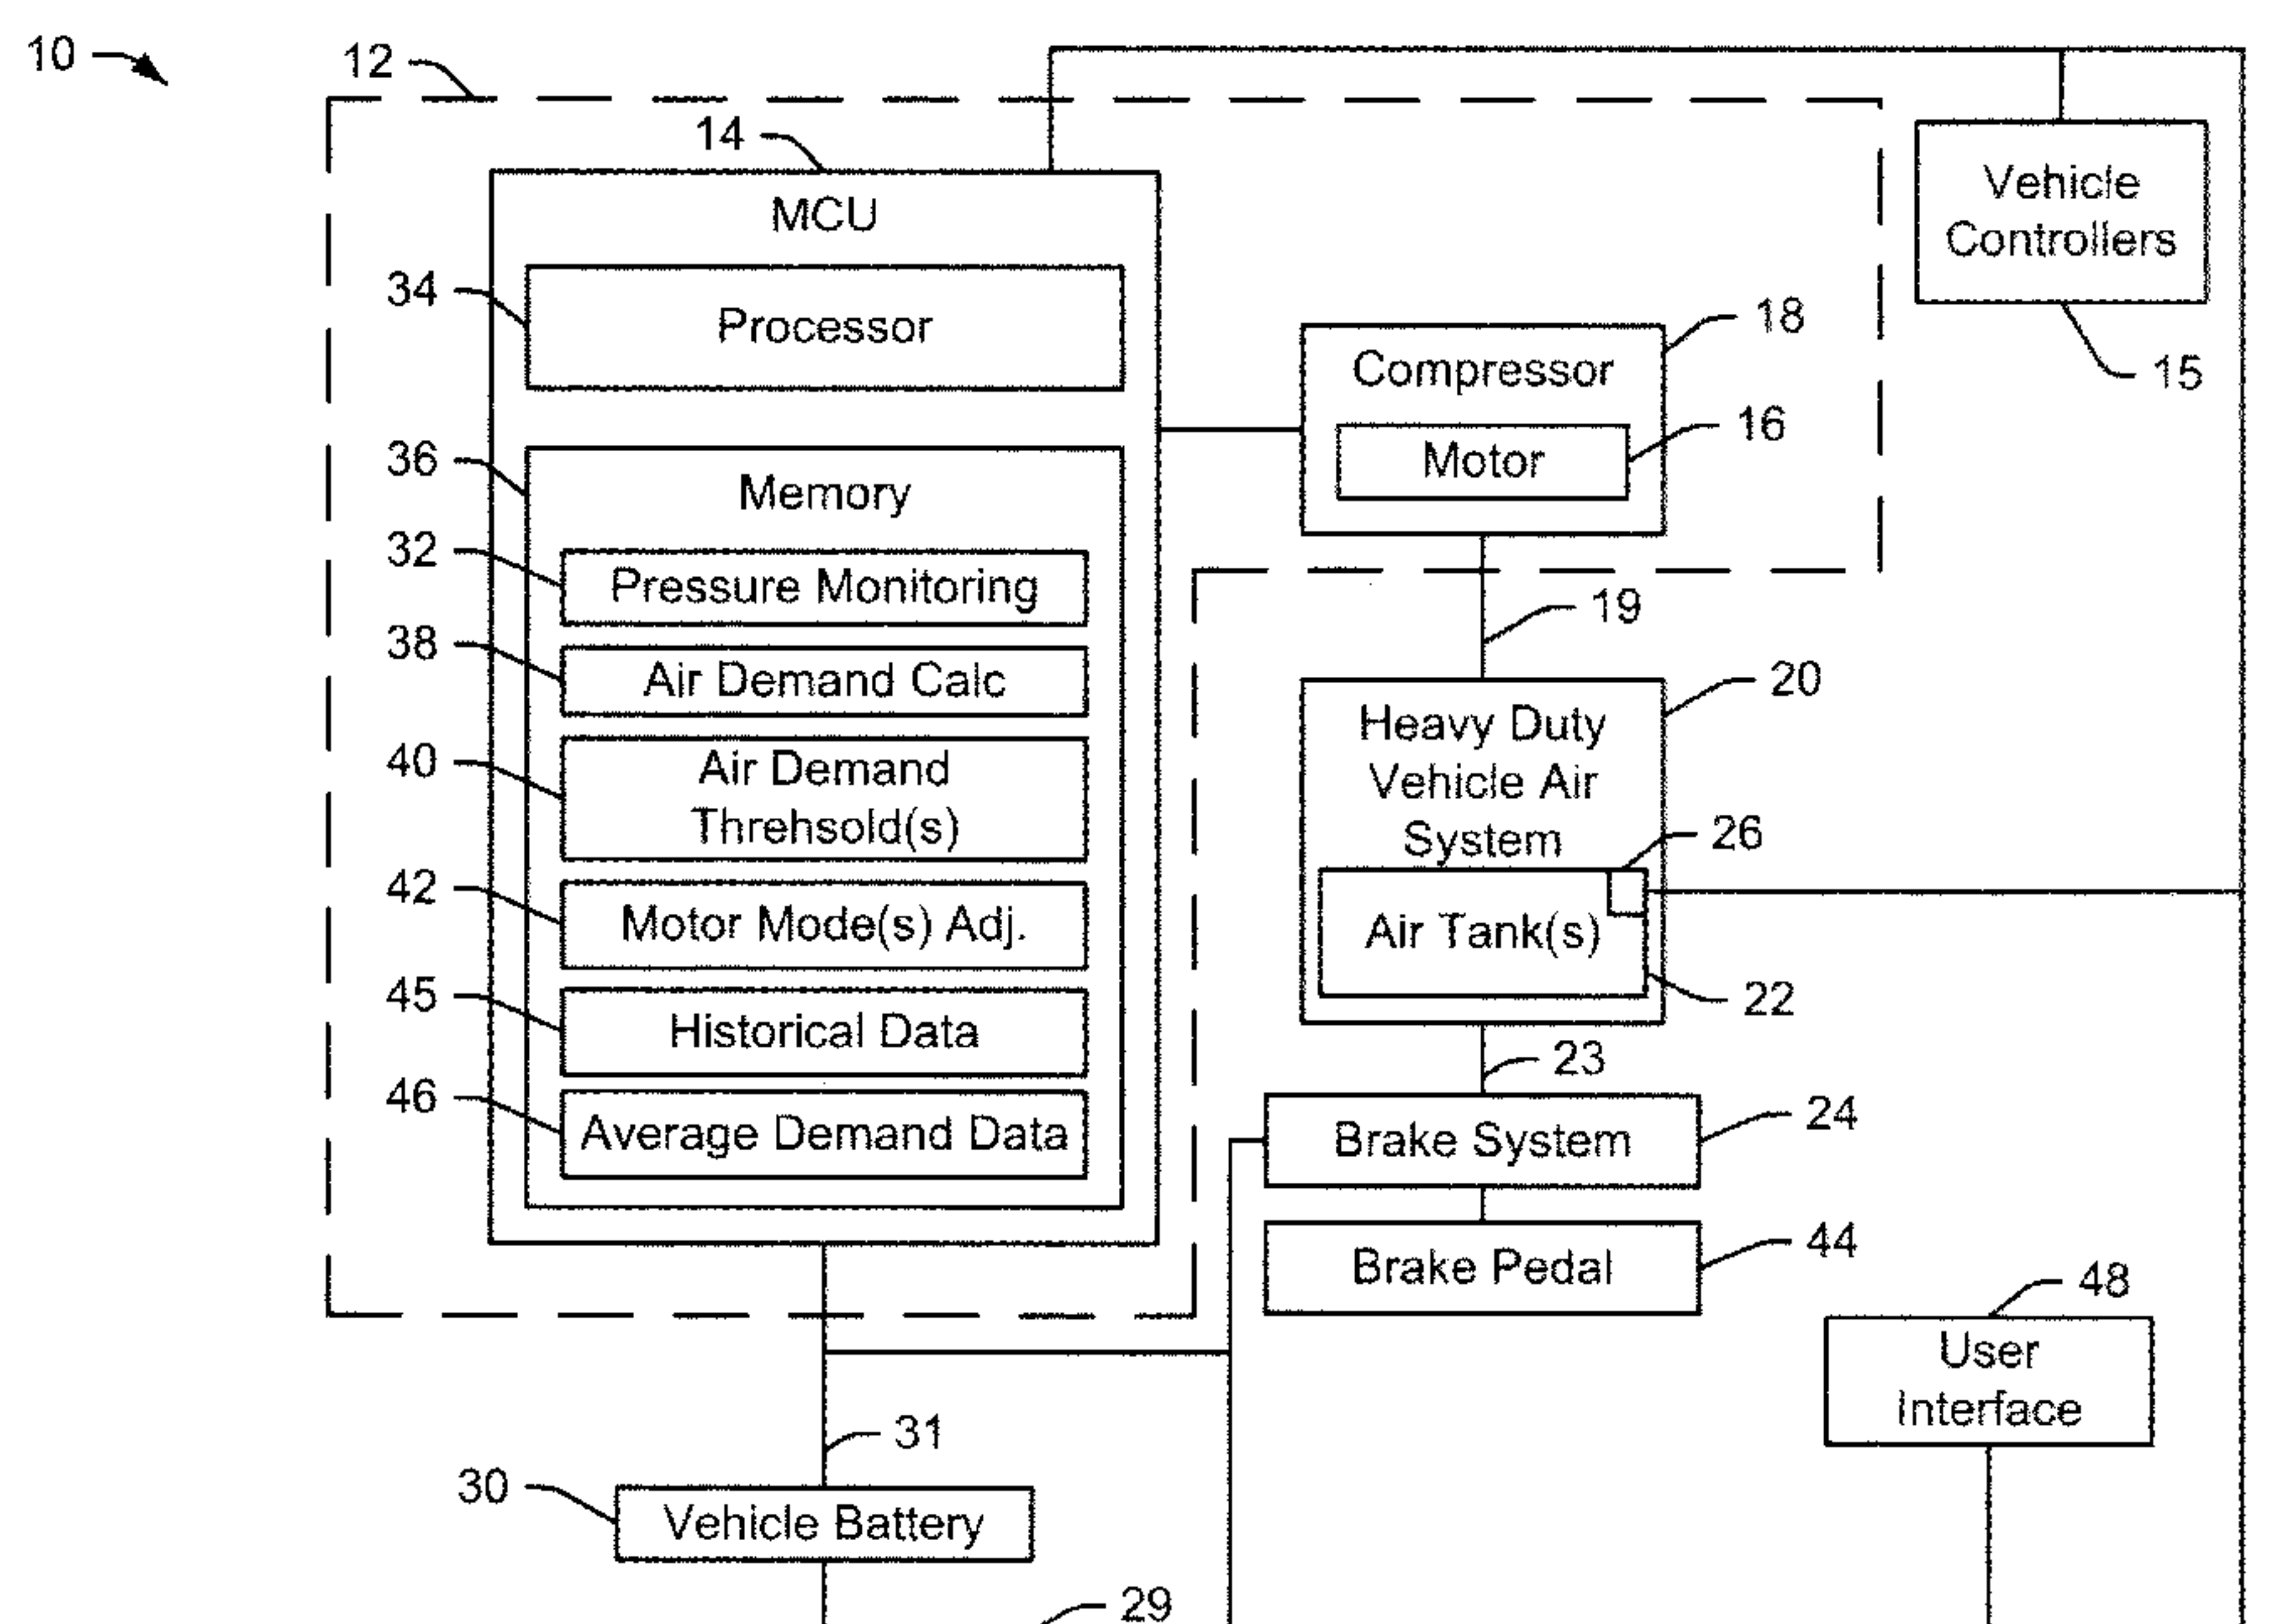 10
12
14
MCU
Vehicle
Controllers
15
34
Processor
18
Compressor
16
Motor
36
Memory
32
Pressure Monitoring
19
38
Air Demand Calc
20
Heavy Duty
Vehicle Air
System
40
Air Demand
Threhsold(s)
26
42
Motor Mode(s) Adj.
Air Tank(s)
22
45
Historical Data
23
46
Average Demand Data
24
Brake System
44
Brake Pedal
48
User
Interface
31
30
Vehicle Battery
29